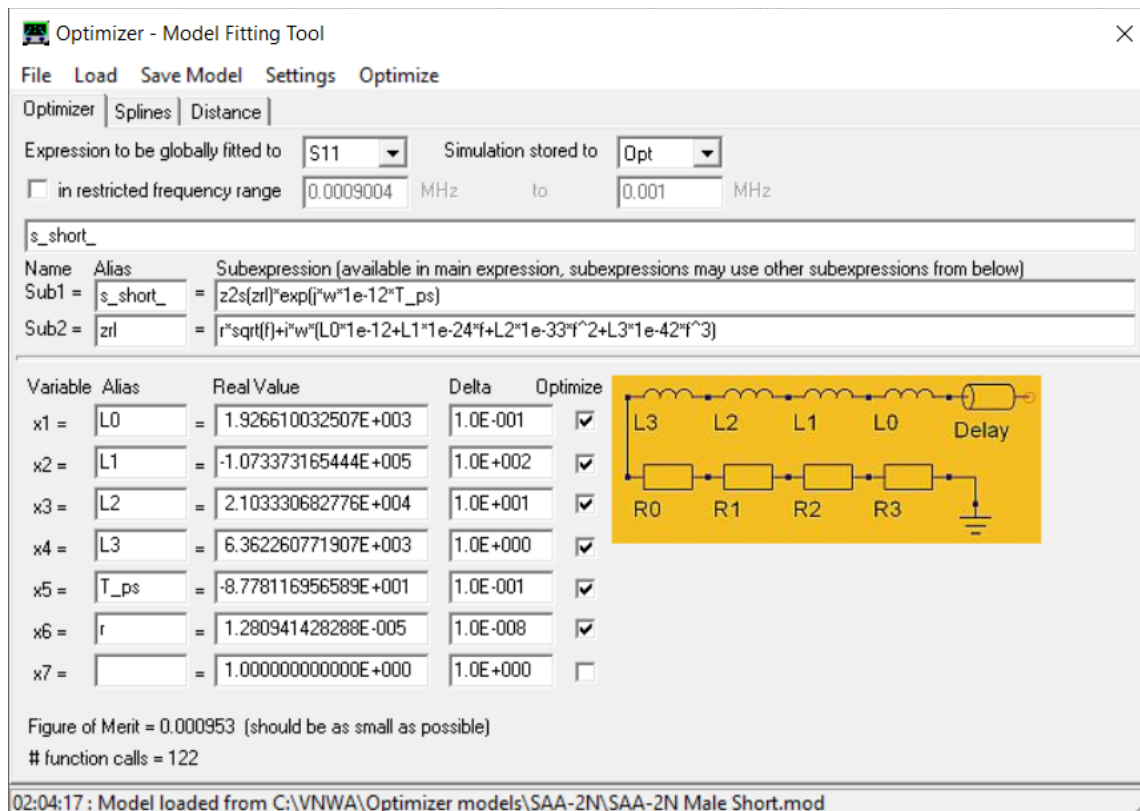 Optimizer - Model Fitting Tool
File Load Save Model Settings Optimize
Optimizer Splines Distance
Expression to be globally fitted to S11 Simulation stored to Opt
in restricted frequency range 0.0009004 MHz to 0.001 MHz
s_short_
Name Alias Subexpression (available in main expression, subexpressions may use other subexpressions from below)
Sub1 = s_short_ = z2s(zrl)*exp(j*w*1e-12*T_ps)
Sub2 = zrl = r*sqrt(f)+i*w*(L0*1e-12+L1*1e-24*f+L2*1e-33*f^2+L3*1e-42*f^3)
Variable Alias Real Value Delta Optimize
x1 = L0 = 1.926610032507E+003 1.0E-001
x2 = L1 = -1.073373165444E+005 1.0E+002
x3 = L2 = 2.103330682776E+004 1.0E+001
x4 = L3 = 6.362260771907E+003 1.0E+000
x5 = T_ps = -8.778116956589E+001 1.0E-001
x6 = r = 1.280941428288E-005 1.0E-008
x7 = = 1.000000000000E+000 1.0E+000
L3 L2 L1 L0 Delay
R0 R1 R2 R3
Figure of Merit = 0.000953 (should be as small as possible)
# function calls = 122
02:04:17 : Model loaded from C:\VNWA\Optimizer models\SAA-2N\SAA-2N Male Short.mod